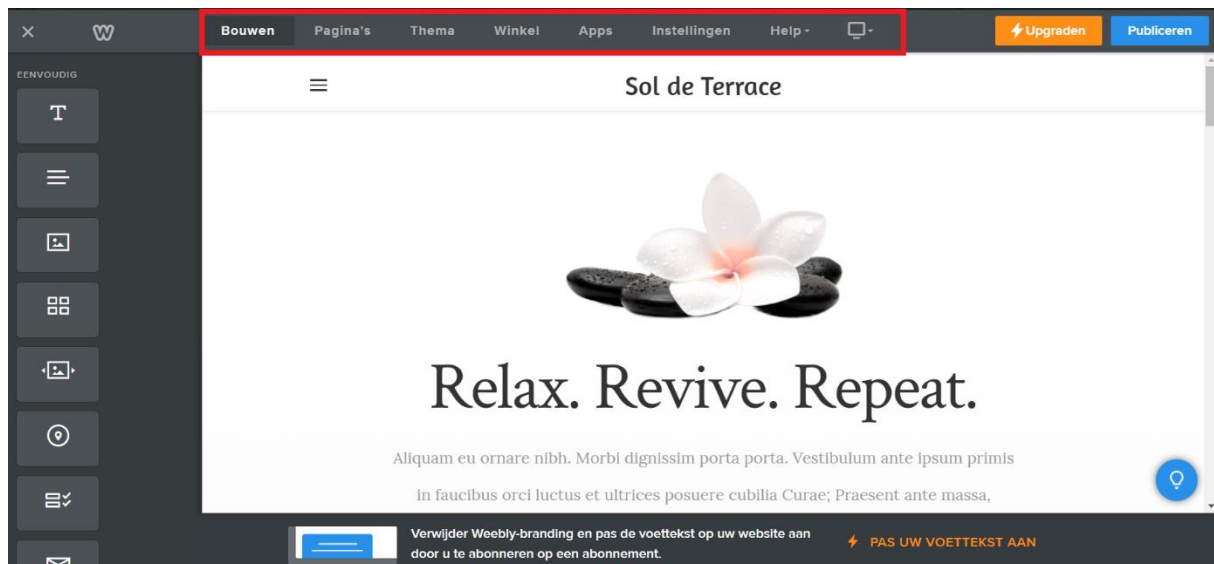 Bouwen Pagina's Thema Winkel Apps Instellingen Help Upgraden Publiceren
EENVOUDIG
Sol de Terrace
T
Relax. Revive. Repeat.
Aliquam eu ornare nibh. Morbi dignissim porta porta. Vestibulum ante ipsum primis
in faucibus orci luctus et ultrices posuere cubilia Curae; Praesent ante massa,
Verwijder Weebly-branding en pas de voettekst op uw website aan
door u te abonneren op een abonnement.
PAS UW VOETTEKST AAN